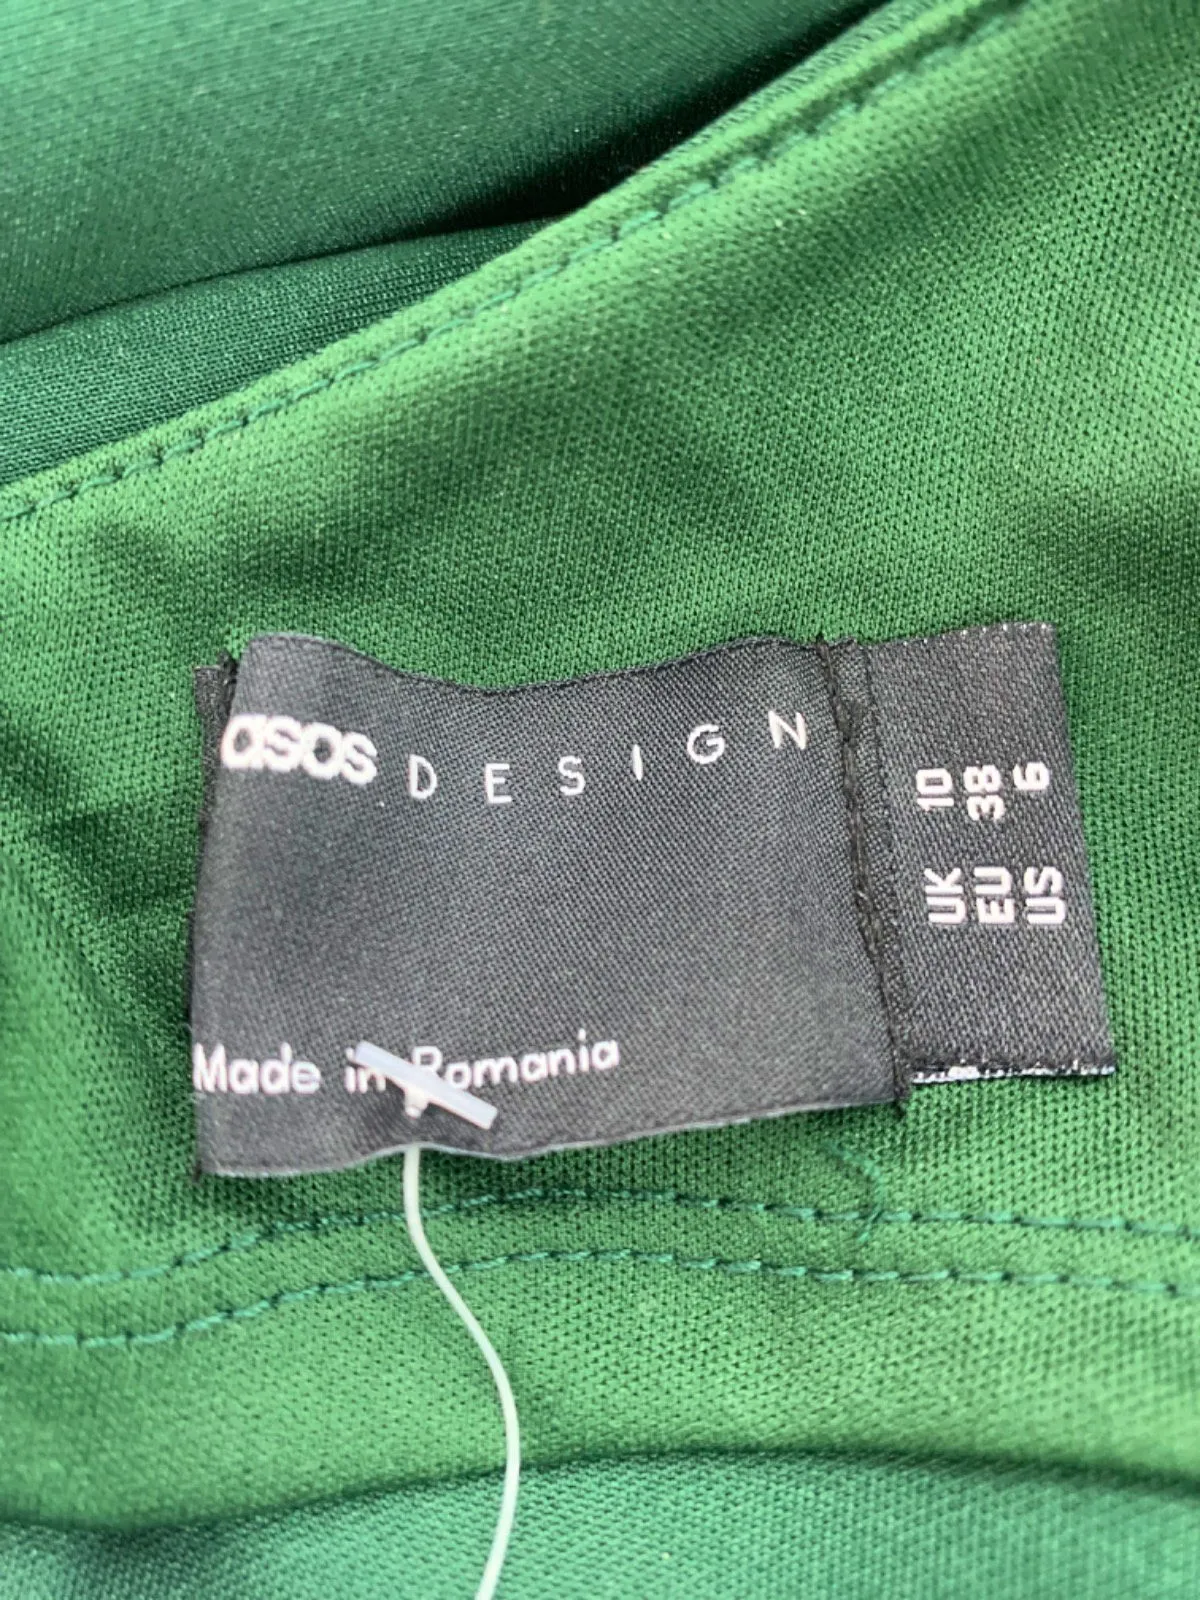 asos DESIGN
Made in Romania
UK 10
EU 38
US 6